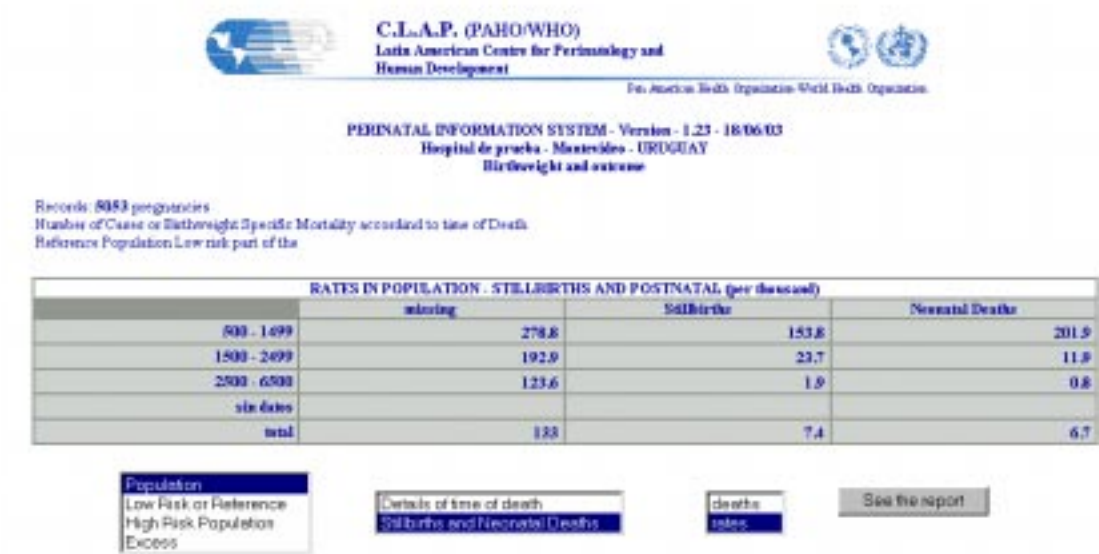 C.L.A.P. (PAHO/WHO)
Latin American Centre for Perinatology and
Human Development
Pan American Health Organization-World Health Organization
PERINATAL INFORMATION SYSTEM - Version - 1.23 - 18/06/03
Hospital de prueba - Montevideo - URUGUAY
Birthweight and outcome
Records: 5053 pregnancies
Number of Cases or Birthweight Specific Mortality accordind to time of Death
Reference Population Low risk part of the
RATES IN POPULATION - STILLBIRTHS AND POSTNATAL (per thousand)
missing Stillbirths Neonatal Deaths
500 - 1499 278.8 153.8 201.9
1500 - 2499 192.9 23.7 11.9
2500 - 6500 123.6 1.9 0.8
sin datos
total 133 7.4 6.7
Population
Low Risk or Reference
High Risk Population
Excess
Details of time of death
Stillbirths and Neonatal Deaths
deaths
rates
See the report